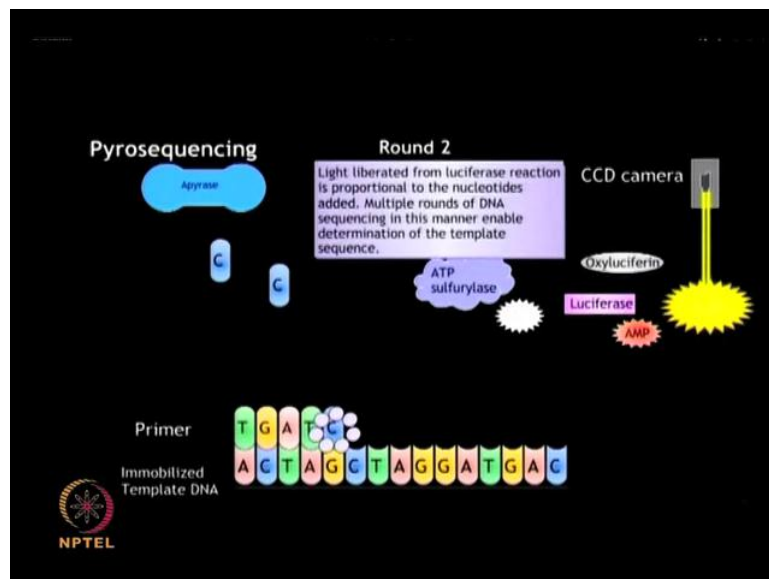 Pyrosequencing
Round 2
Apyrase
Light liberated from luciferase reaction
is proportional to the nucleotides
added. Multiple rounds of DNA
sequencing in this manner enable
determination of the template
sequence.
CCD camera
C
C
ATP
sulfurylase
Oxyluciferin
Luciferase
AMP
Primer
T G A T C
Immobilized
Template DNA
A C T A G C T A G G A T G A C
NPTEL